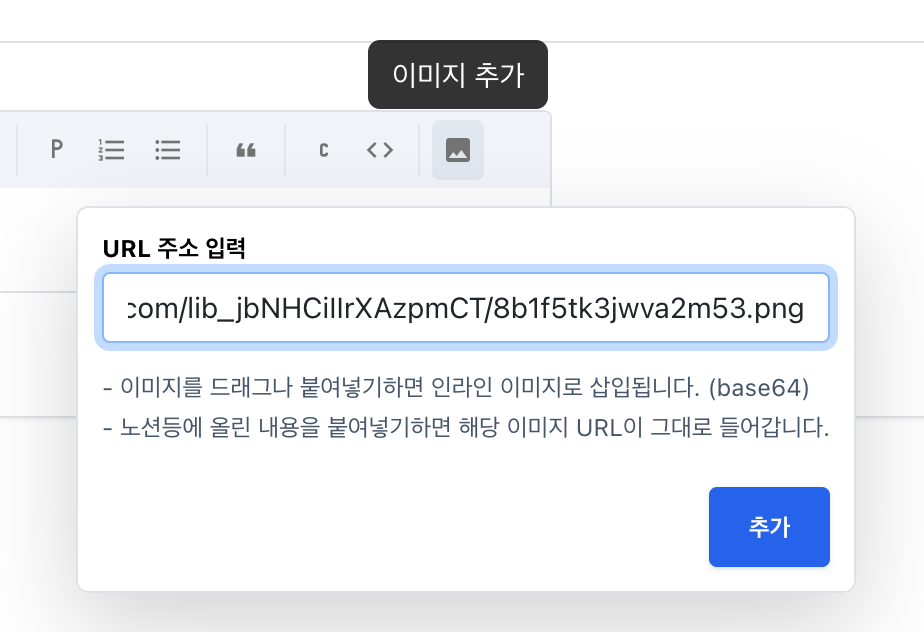 이미지 추가
P
C
URL 주소 입력
com/lib_jbNHCiIIrXAzpmCT/8b1f5tk3jwva2m53.png
- 이미지를 드래그나 붙여넣기하면 인라인 이미지로 삽입됩니다. (base64)
- 노션등에 올린 내용을 붙여넣기하면 해당 이미지 URL이 그대로 들어갑니다.
추가